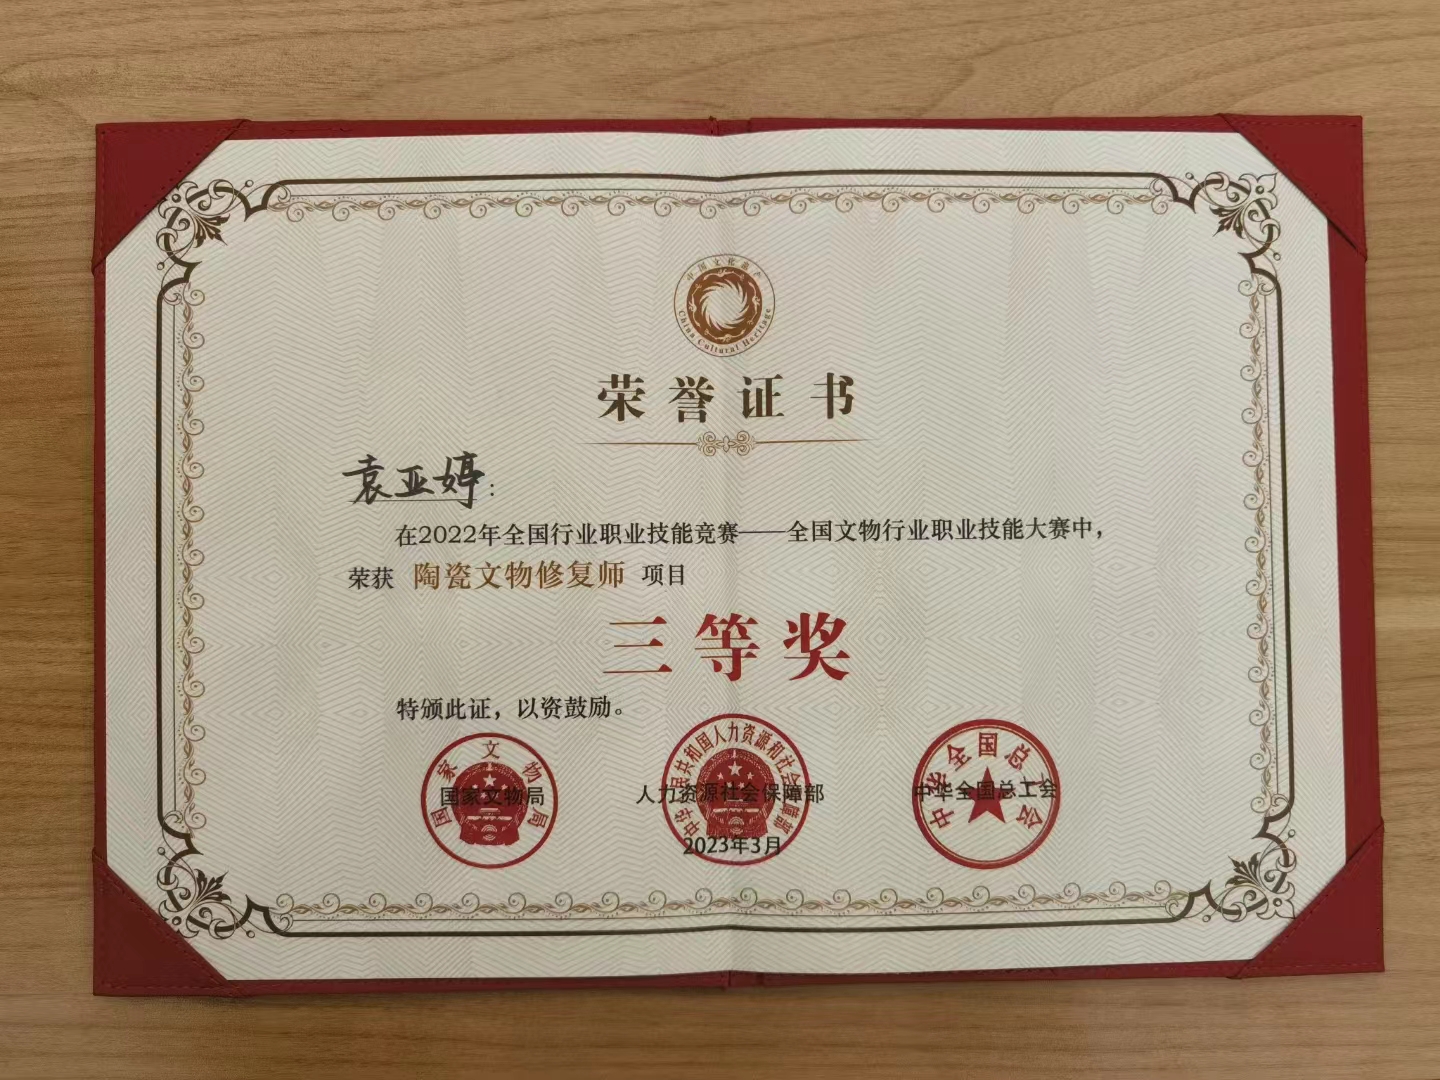 中国文化遗产
China Cultural Heritage
荣誉证书
袁亚婷：
在2022年全国行业职业技能竞赛——全国文物行业职业技能大赛中，
荣获 陶瓷文物修复师 项目
三等奖
特颁此证，以资鼓励。
国家文物局
国家文物局
中华人民共和国人力资源和社会保障部
人力资源社会保障部
中华全国总工会
中华全国总工会
2023年3月